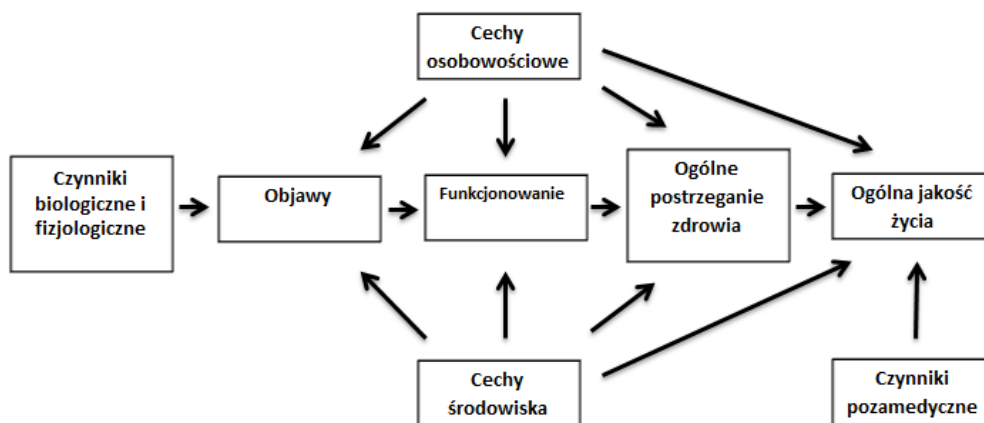 Cechy
osobowościowe
Czynniki
biologiczne i
fizjologiczne
Objawy
Funkcjonowanie
Ogólne
postrzeganie
zdrowia
Ogólna jakość
życia
Cechy
środowiska
Czynniki
pozamedyczne